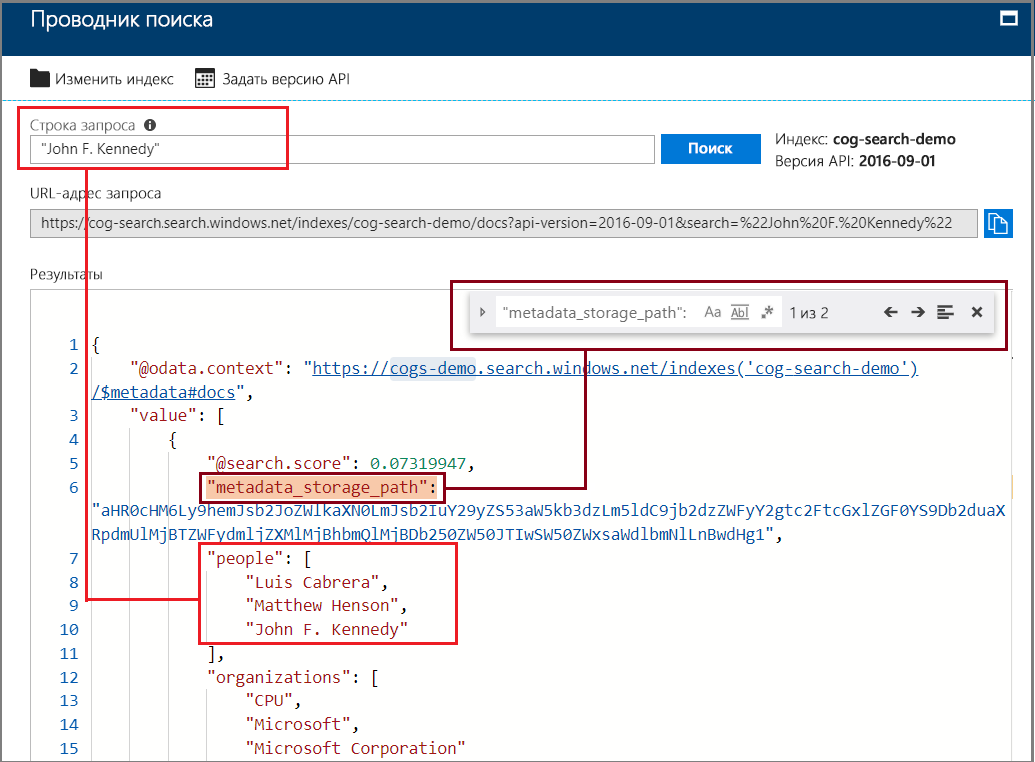 Проводник поиска
Изменить индекс Задать версию API
Строка запроса
"John F. Kennedy"
Поиск
Индекс: cog-search-demo
Версия API: 2016-09-01
URL-адрес запроса
https://cog-search.search.windows.net/indexes/cog-search-demo/docs?api-version=2016-09-01&search=%22John%20F.%20Kennedy%22
Результаты
"metadata_storage_path": Aa Abl .* 1 из 2
1 {
2 "@odata.context": "https://cogs-demo.search.windows.net/indexes('cog-search-demo')
/$metadata#docs",
3 "value": [
4 {
5 "@search.score": 0.07319947,
6 "metadata_storage_path":
"aHR0cHM6Ly9hemJsb2JoZWlkaXN0LmJsb2IuY29yZS53aW5kb3dzLm5ldC9jb2dzZWFyY2gtc2FtcGxlZGF0YS9Db2duaX
RpdmUlMjBTZWFydmljZXMlMjBhbmQlMjBDb250ZW50JTIwSW50ZWxsaWdlbmNlLnBwdHg1",
7 "people": [
8 "Luis Cabrera",
9 "Matthew Henson",
10 "John F. Kennedy"
11 ],
12 "organizations": [
13 "CPU",
14 "Microsoft",
15 "Microsoft Corporation"